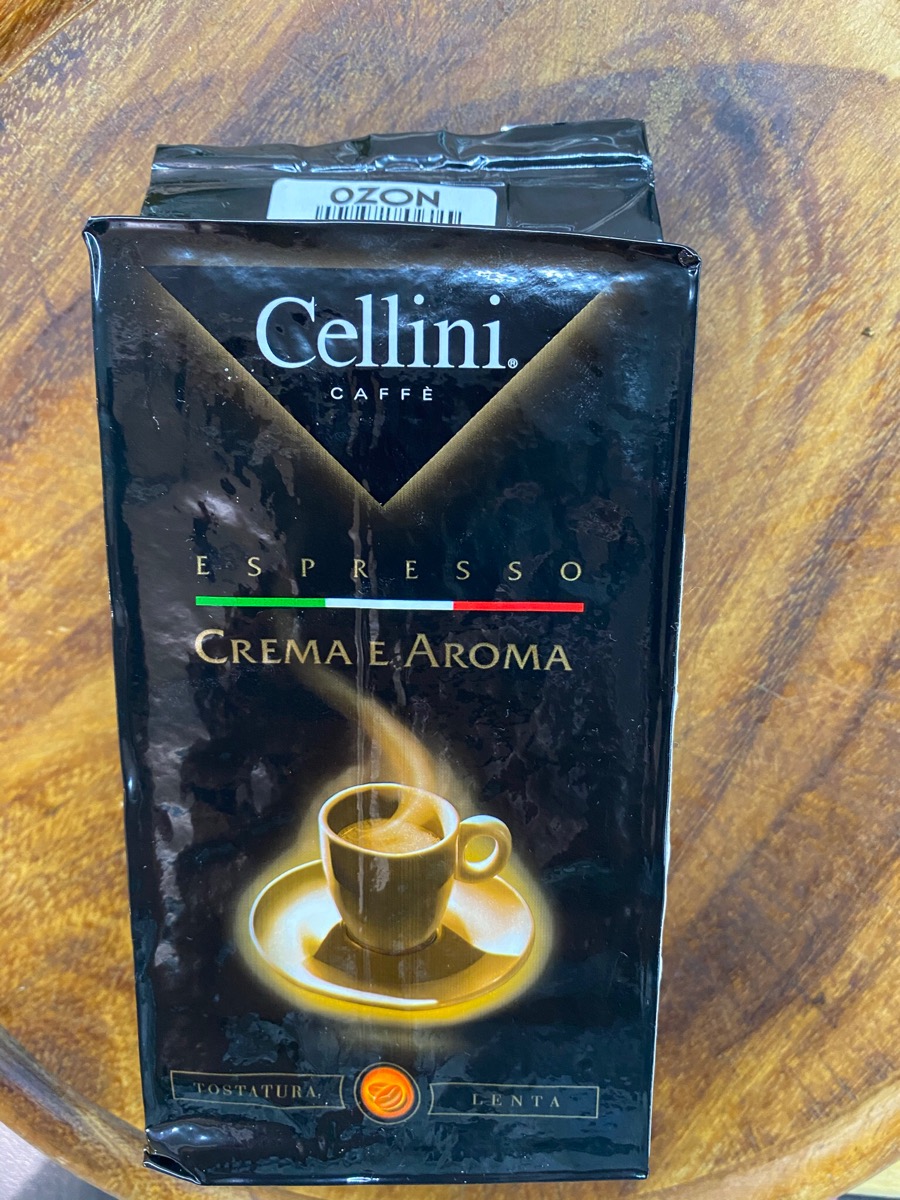 OZON
Cellini®
CAFFÈ
ESPRESSO
CREMA E AROMA
TOSTATURA LENTA